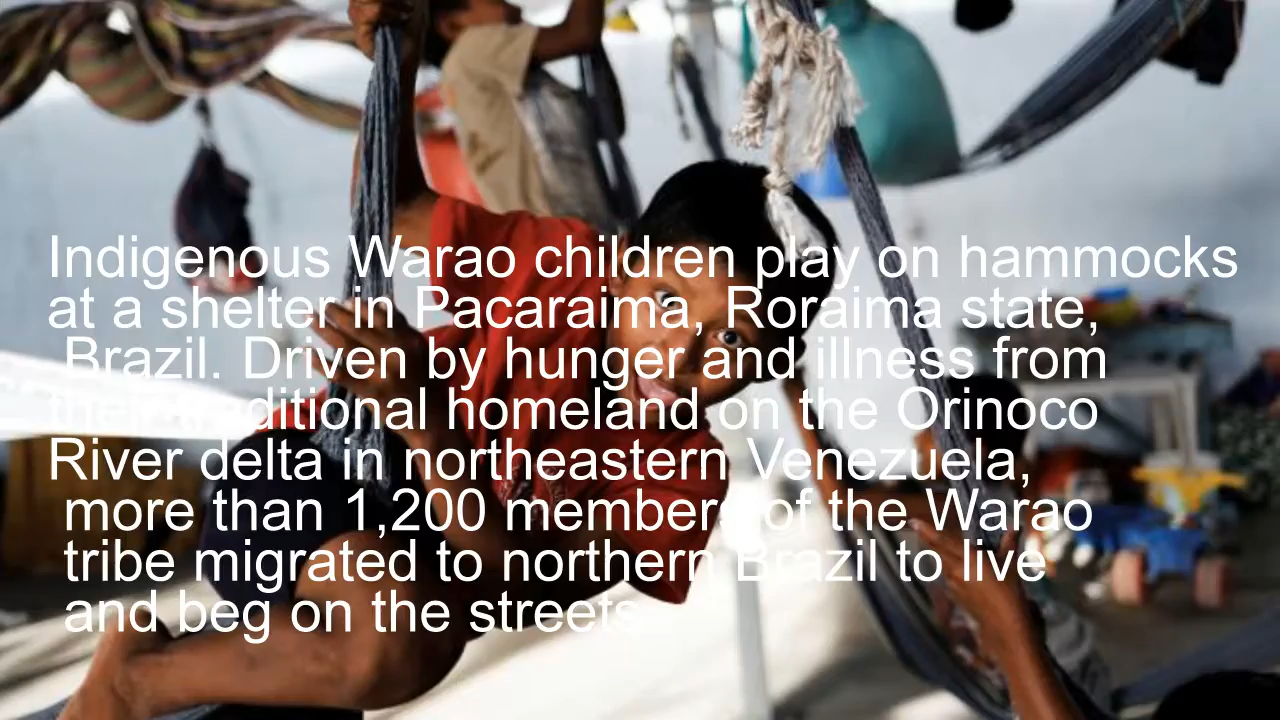 Indigenous Warao children play on hammocks
at a shelter in Pacaraima, Roraima state,
Brazil. Driven by hunger and illness from
their traditional homeland on the Orinoco
River delta in northeastern Venezuela,
more than 1,200 members of the Warao
tribe migrated to northern Brazil to live
and beg on the streets